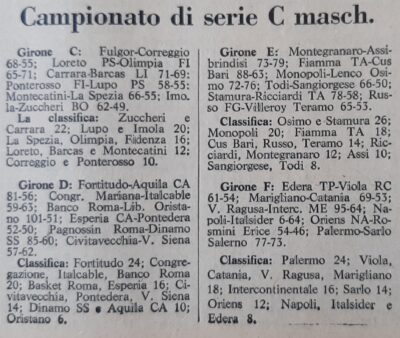 Campionato di serie C masch.
Girone C: Fulgor-Correggio
68-55; Loreto PS-Olimpia FI
65-71; Carrara-Barcas LI 71-69;
Ponterosso FI-Lupo PS 58-55;
Montecatini-La Spezia 66-55; Imo.
la-Zuccheri BO 62-49.
La classifica: Zuccheri e
Carrara 22; Lupo e Imola 20;
La Spezia, Olimpia, Fidenza 16;
Loreto, Barcas e Montecatini 12;
Correggio e Ponterosso 10.
Girone D: Fortitudo-Aquila CA
81-56; Congr. Mariana-Italcable
59-63; Banco Roma-Lib. Orista-
no 101-51; Esperia CA-Pontedera
52-50; Pagnossin Roma-Dinamo
SS 85-60; Civitavecchia-V. Siena
57-62.
Classifica: Fortitudo 24; Con-
gregazione, Italcable, Banco Roma
20; Basket Roma, Esperia 16; Ci-
vitavecchia, Pontedera, V. Siena
14; Dinamo SS e Aquila CA 10;
Oristano 6.
Girone E: Montegranaro-Assi-
brindisi 73-79; Fiamma TA-Cus
Bari 88-63; Monopoli-Lenco Osimo
72-76; Todi-Sangiorgese 66-50;
Stamura-Ricciardi TA 78-58; Rus-
so FG-Villeroy Teramo 65-53.
Classifica: Osimo e Stamura 26;
Monopoli 20; Fiamma TA 18;
Cus Bari, Russo, Teramo 14; Ric-
ciardi, Montegranaro 12; Assi 10;
Sangiorgese, Todi 8.
Girone F: Edera TP-Viola RC
61-54; Marigliano-Catania 69-53;
V. Ragusa-Interc. ME 95-64; Na-
poli-Italsider 6-64; Oriens NA-Ros-
mini Erice 54-46; Palermo-Sarlo
Salerno 77-73.
Classifica: Palermo 24; Viola,
Catania, V. Ragusa, Marigliano
18; Intercontinentale 16; Sarlo 14;
Oriens 12; Napoli, Italsider e
Edera 8.